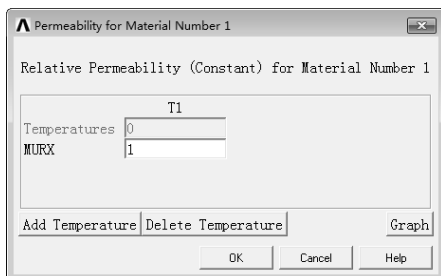 Permeability for Material Number 1
Relative Permeability (Constant) for Material Number 1
T1
Temperatures 0
MURX 1
Add Temperature Delete Temperature Graph
OK Cancel Help